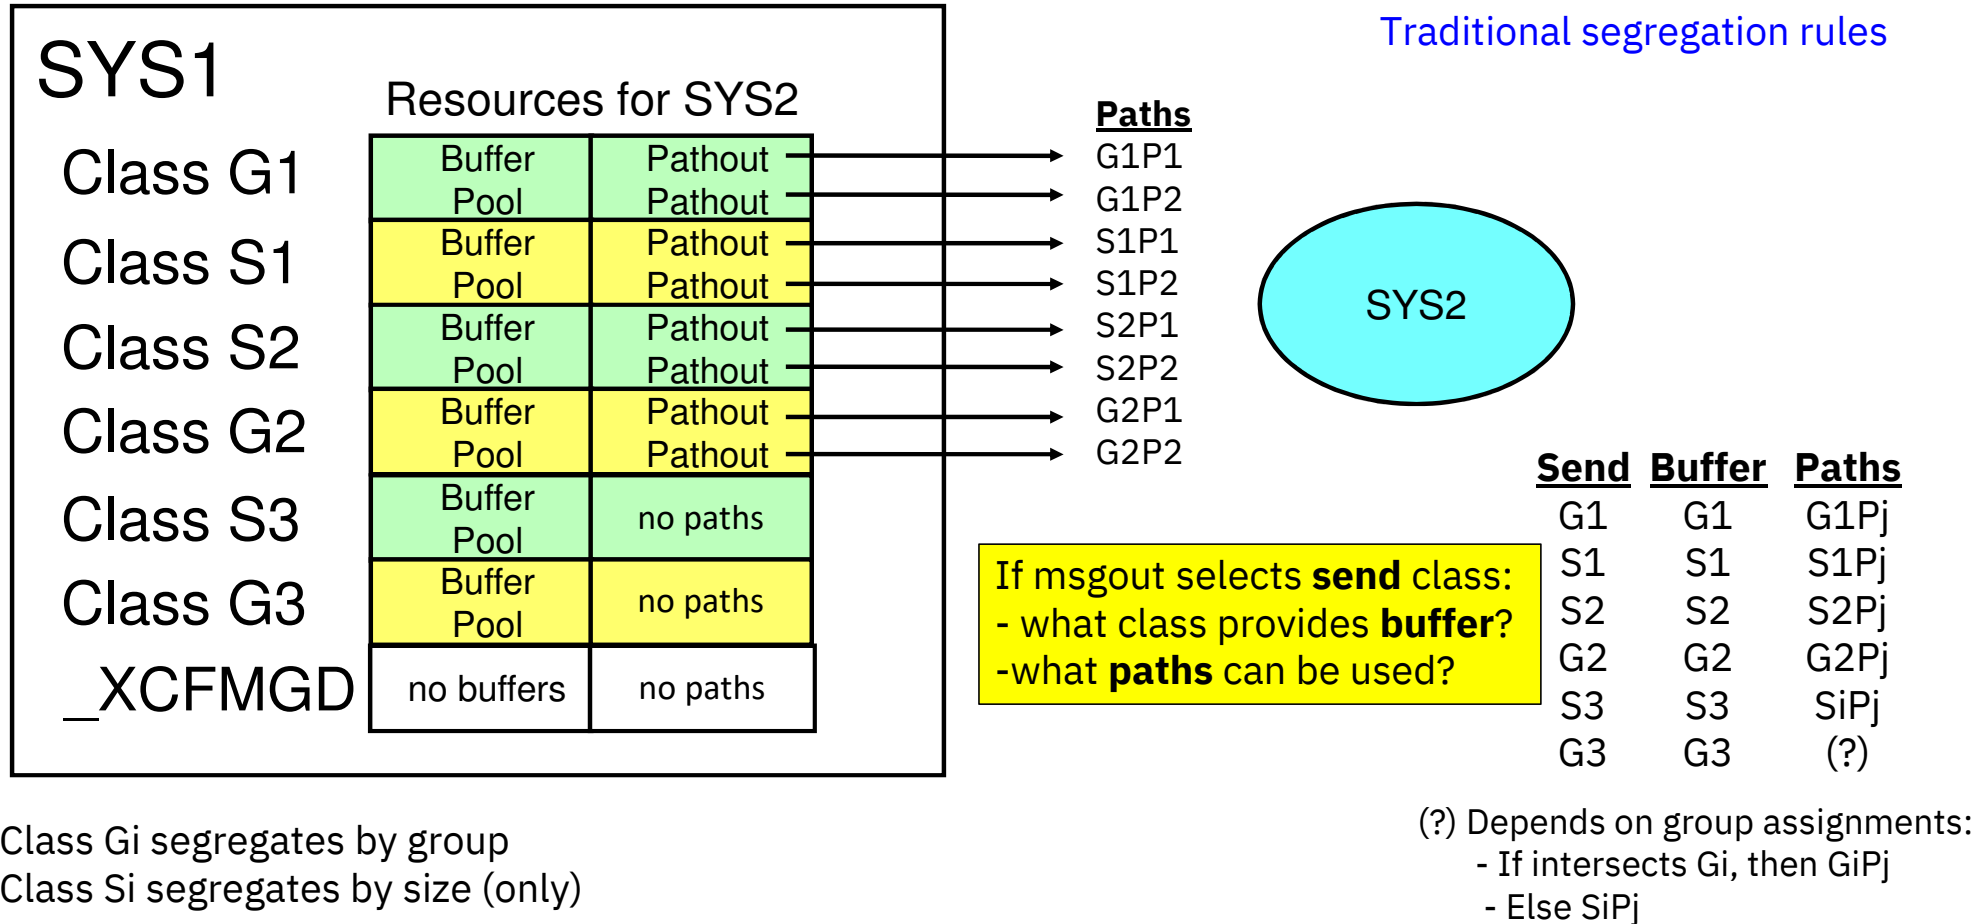 Traditional segregation rules
SYS1
Resources for SYS2
Paths
Class G1
Buffer Pool
Pathout
Pathout
G1P1
G1P2
Class S1
Buffer Pool
Pathout
Pathout
S1P1
S1P2
Class S2
Buffer Pool
Pathout
Pathout
S2P1
S2P2
Class G2
Buffer Pool
Pathout
Pathout
G2P1
G2P2
Class S3
Buffer Pool
no paths
Class G3
Buffer Pool
no paths
_XCFMGD
no buffers
no paths
SYS2
If msgout selects send class:
- what class provides buffer?
-what paths can be used?
Send Buffer Paths
G1 G1 G1Pj
S1 S1 S1Pj
S2 S2 S2Pj
G2 G2 G2Pj
S3 S3 SiPj
G3 G3 (?)
(?) Depends on group assignments:
- If intersects Gi, then GiPj
- Else SiPj
Class Gi segregates by group
Class Si segregates by size (only)